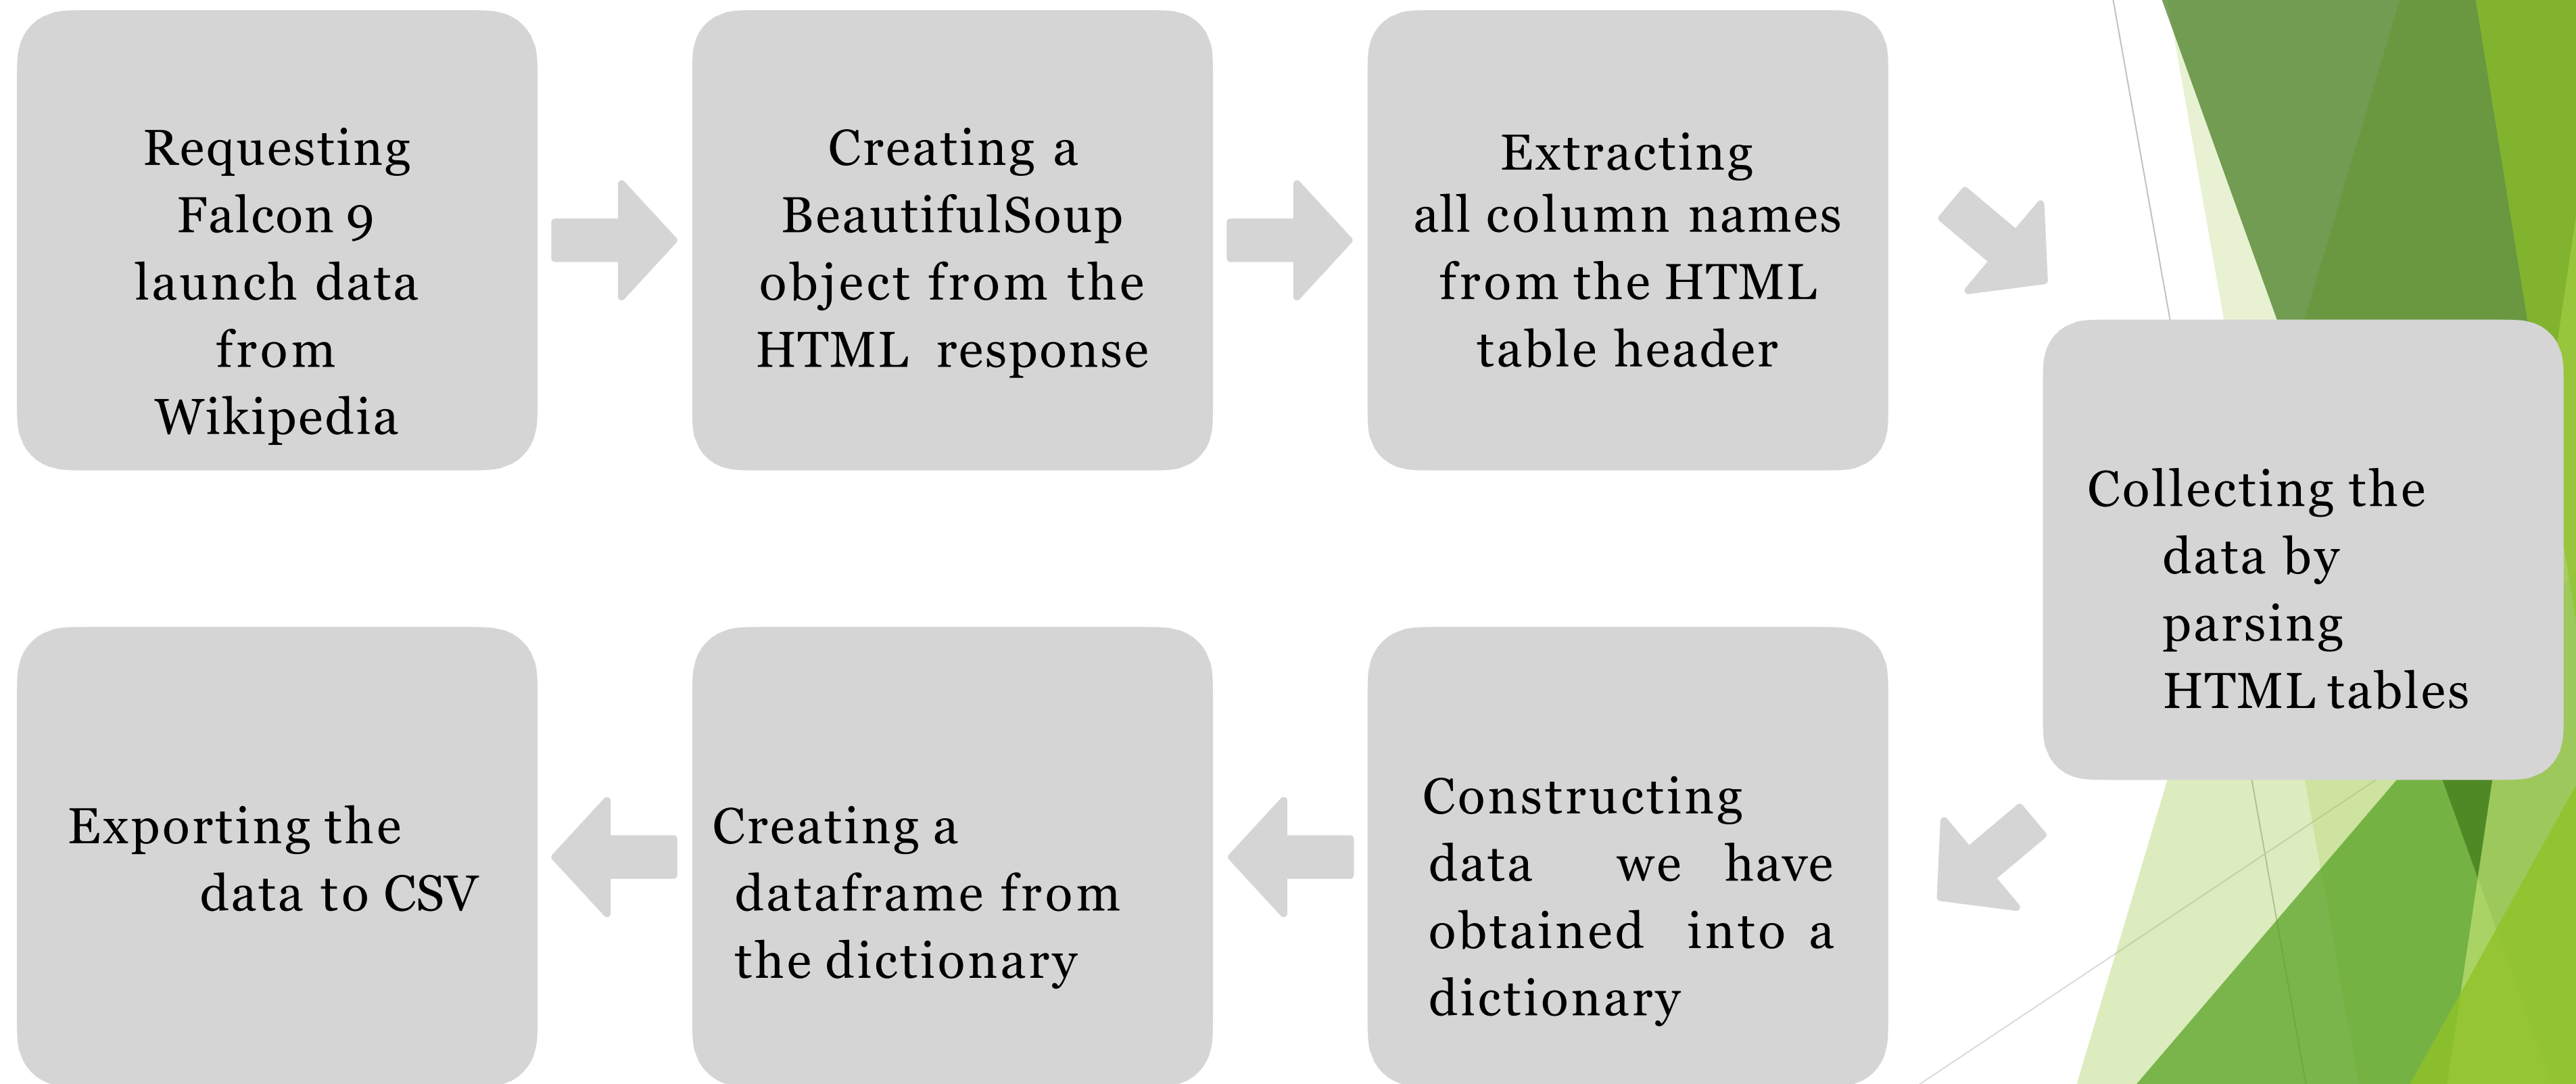 Requesting
Falcon 9
launch data
from
Wikipedia
Creating a
BeautifulSoup
object from the
HTML response
Extracting
all column names
from the HTML
table header
Collecting the
data by
parsing
HTML tables
Constructing
data we have
obtained into a
dictionary
Creating a
dataframe from
the dictionary
Exporting the
data to CSV